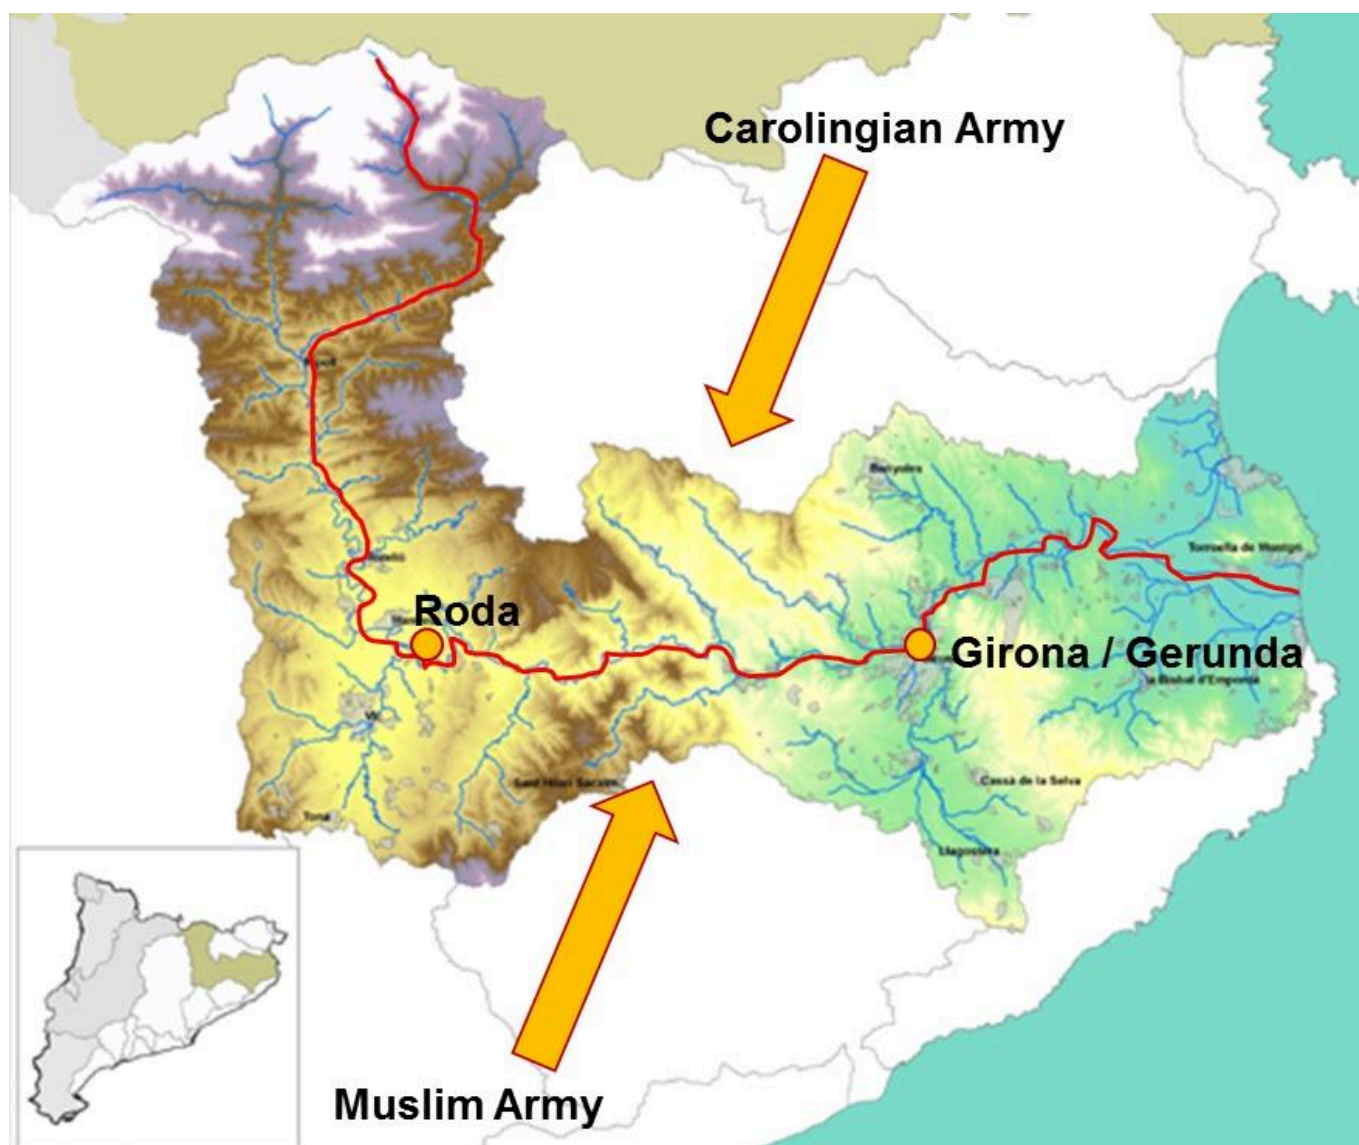 Carolingian Army
Ripoll
Banyoles
Torroella de Montgrí
Roda
Girona / Gerunda
la Bisbal d'Empordà
Vic
Sant Hilari Sacalm
Cassà de la Selva
Tona
Llagostera
Muslim Army